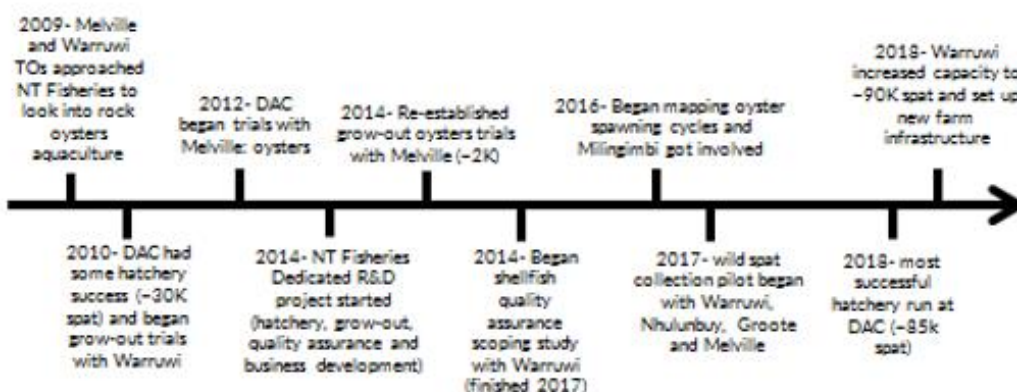 2009- Melville
and Warruwi
TOs approached
NT Fisheries to
look into rock
oysters
aquaculture
2010- DAC had
some hatchery
success (~30K
spat) and began
grow-out trials
with Warruwi
2012- DAC
began trials with
Melville: oysters
2014- NT Fisheries
Dedicated R&D
project started
(hatchery, grow-out,
quality assurance and
business development)
2014- Re-established
grow-out oysters trials
with Melville (~2K)
2014- Began
shellfish
quality
assurance
scoping study
with Warruwi
(finished 2017)
2016- Began mapping oyster
spawning cycles and
Milingimbi got involved
2017- wild spat
collection pilot began
with Warruwi,
Nhulunbuy, Groote
and Melville
2018- most
successful
hatchery run at
DAC (~85k
spat)
2018- Warruwi
increased capacity to
~90K spat and set up
new farm
infrastructure